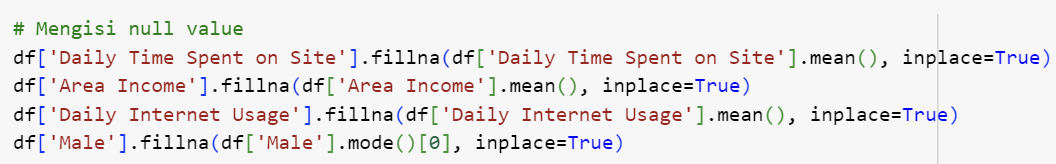 # Mengisi null value
df['Daily Time Spent on Site'].fillna(df['Daily Time Spent on Site'].mean(), inplace=True)
df['Area Income'].fillna(df['Area Income'].mean(), inplace=True)
df['Daily Internet Usage'].fillna(df['Daily Internet Usage'].mean(), inplace=True)
df['Male'].fillna(df['Male'].mode()[0], inplace=True)